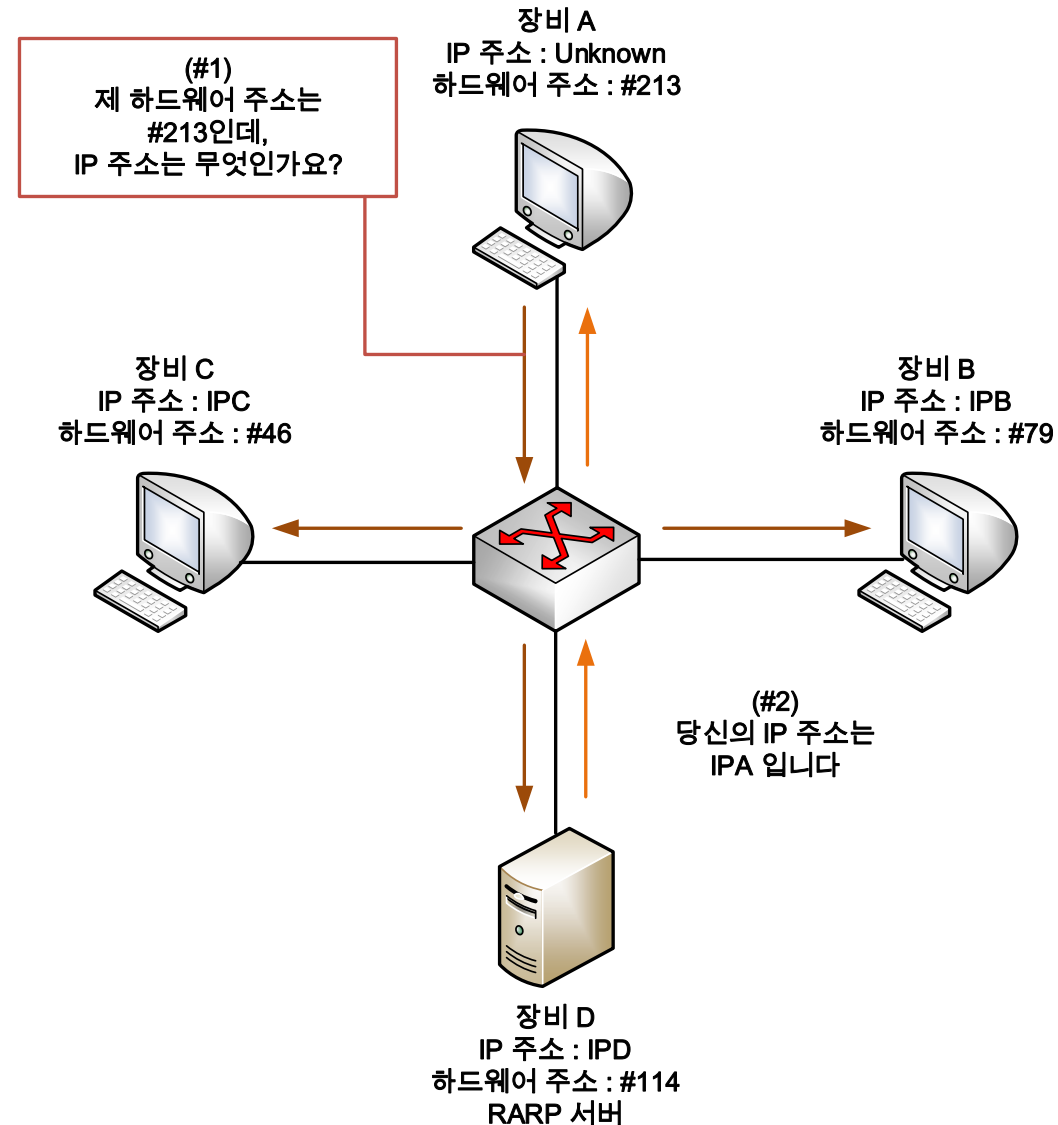 장비 A
IP 주소 : Unknown
하드웨어 주소 : #213
(#1)
제 하드웨어 주소는
#213인데,
IP 주소는 무엇인가요?
장비 C
IP 주소 : IPC
하드웨어 주소 : #46
장비 B
IP 주소 : IPB
하드웨어 주소 : #79
(#2)
당신의 IP 주소는
IPA 입니다
장비 D
IP 주소 : IPD
하드웨어 주소 : #114
RARP 서버